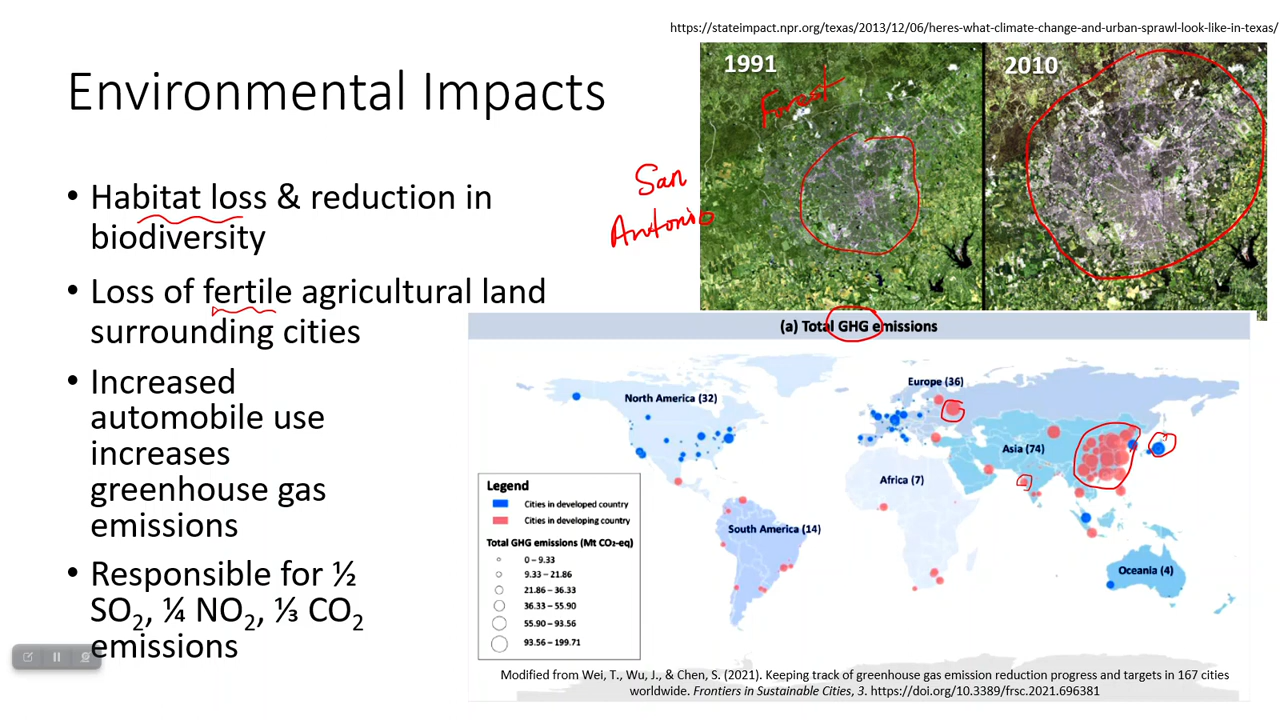 https://stateimpact.npr.org/texas/2013/12/06/heres-what-climate-change-and-urban-sprawl-look-like-in-texas/
Environmental Impacts
1991
2010
Forest
San
Antonio
• Habitat loss & reduction in
biodiversity
• Loss of fertile agricultural land
surrounding cities
• Increased
automobile use
increases
greenhouse gas
emissions
• Responsible for ½
SO₂, ¼ NO₂, ⅓ CO₂
emissions
(a) Total GHG emissions
North America (32)
Europe (36)
Asia (74)
Africa (7)
South America (14)
Oceania (4)
Legend
Cities in developed country
Cities in developing country
Total GHG emissions (Mt CO₂-eq)
0 – 9.33
9.33 – 21.86
21.86 – 36.33
36.33 – 55.90
55.90 – 93.56
93.56 – 199.71
Modified from Wei, T., Wu, J., & Chen, S. (2021). Keeping track of greenhouse gas emission reduction progress and targets in 167 cities
worldwide. Frontiers in Sustainable Cities, 3. https://doi.org/10.3389/frsc.2021.696381